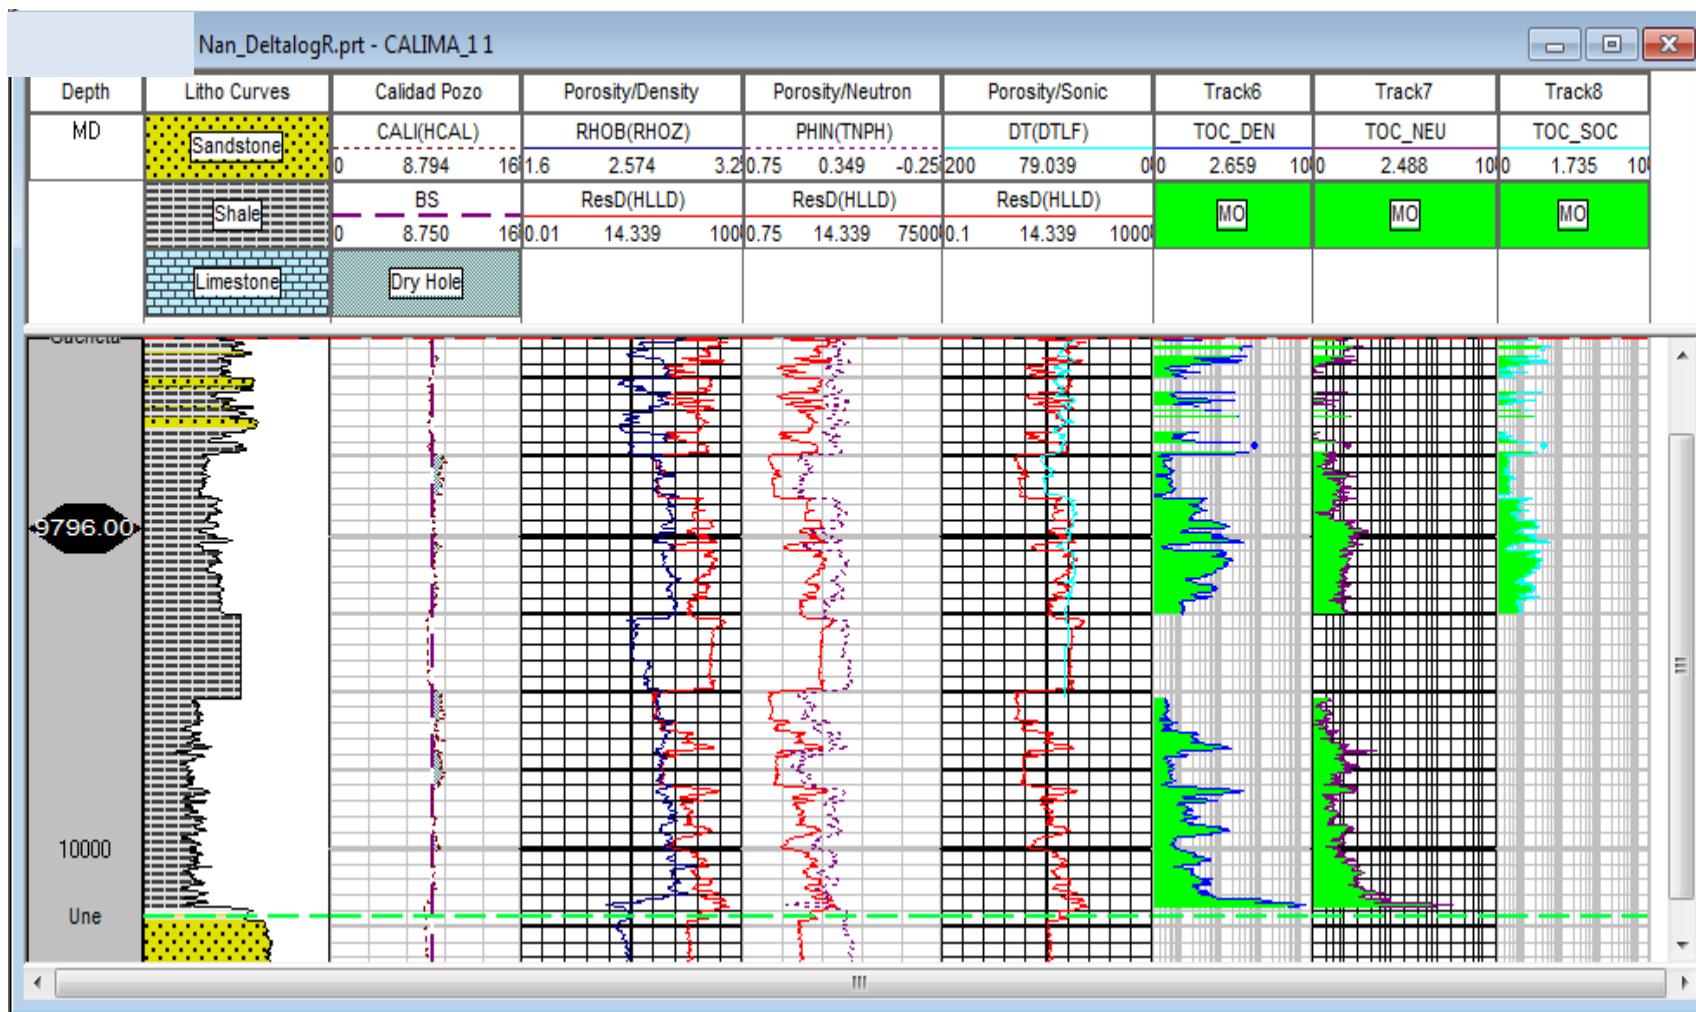 Nan_DeltalogR.prt - CALIMA_11
Depth Litho Curves Calidad Pozo Porosity/Density Porosity/Neutron Porosity/Sonic Track6 Track7 Track8
MD Sandstone CALI(HCAL) RHOB(RHOZ) PHIN(TNPH) DT(DTLF) TOC_DEN TOC_NEU TOC_SOC
0 8.794 16 1.6 2.574 3.2 0.75 0.349 -0.25 200 79.039 0 0 2.659 10 0 2.488 10 0 1.735 10
Shale BS ResD(HLLD) ResD(HLLD) ResD(HLLD) MO MO MO
0 8.750 16 0.01 14.339 100 0.75 14.339 7500 0.1 14.339 1000
Limestone Dry Hole
9796.00
10000
Une